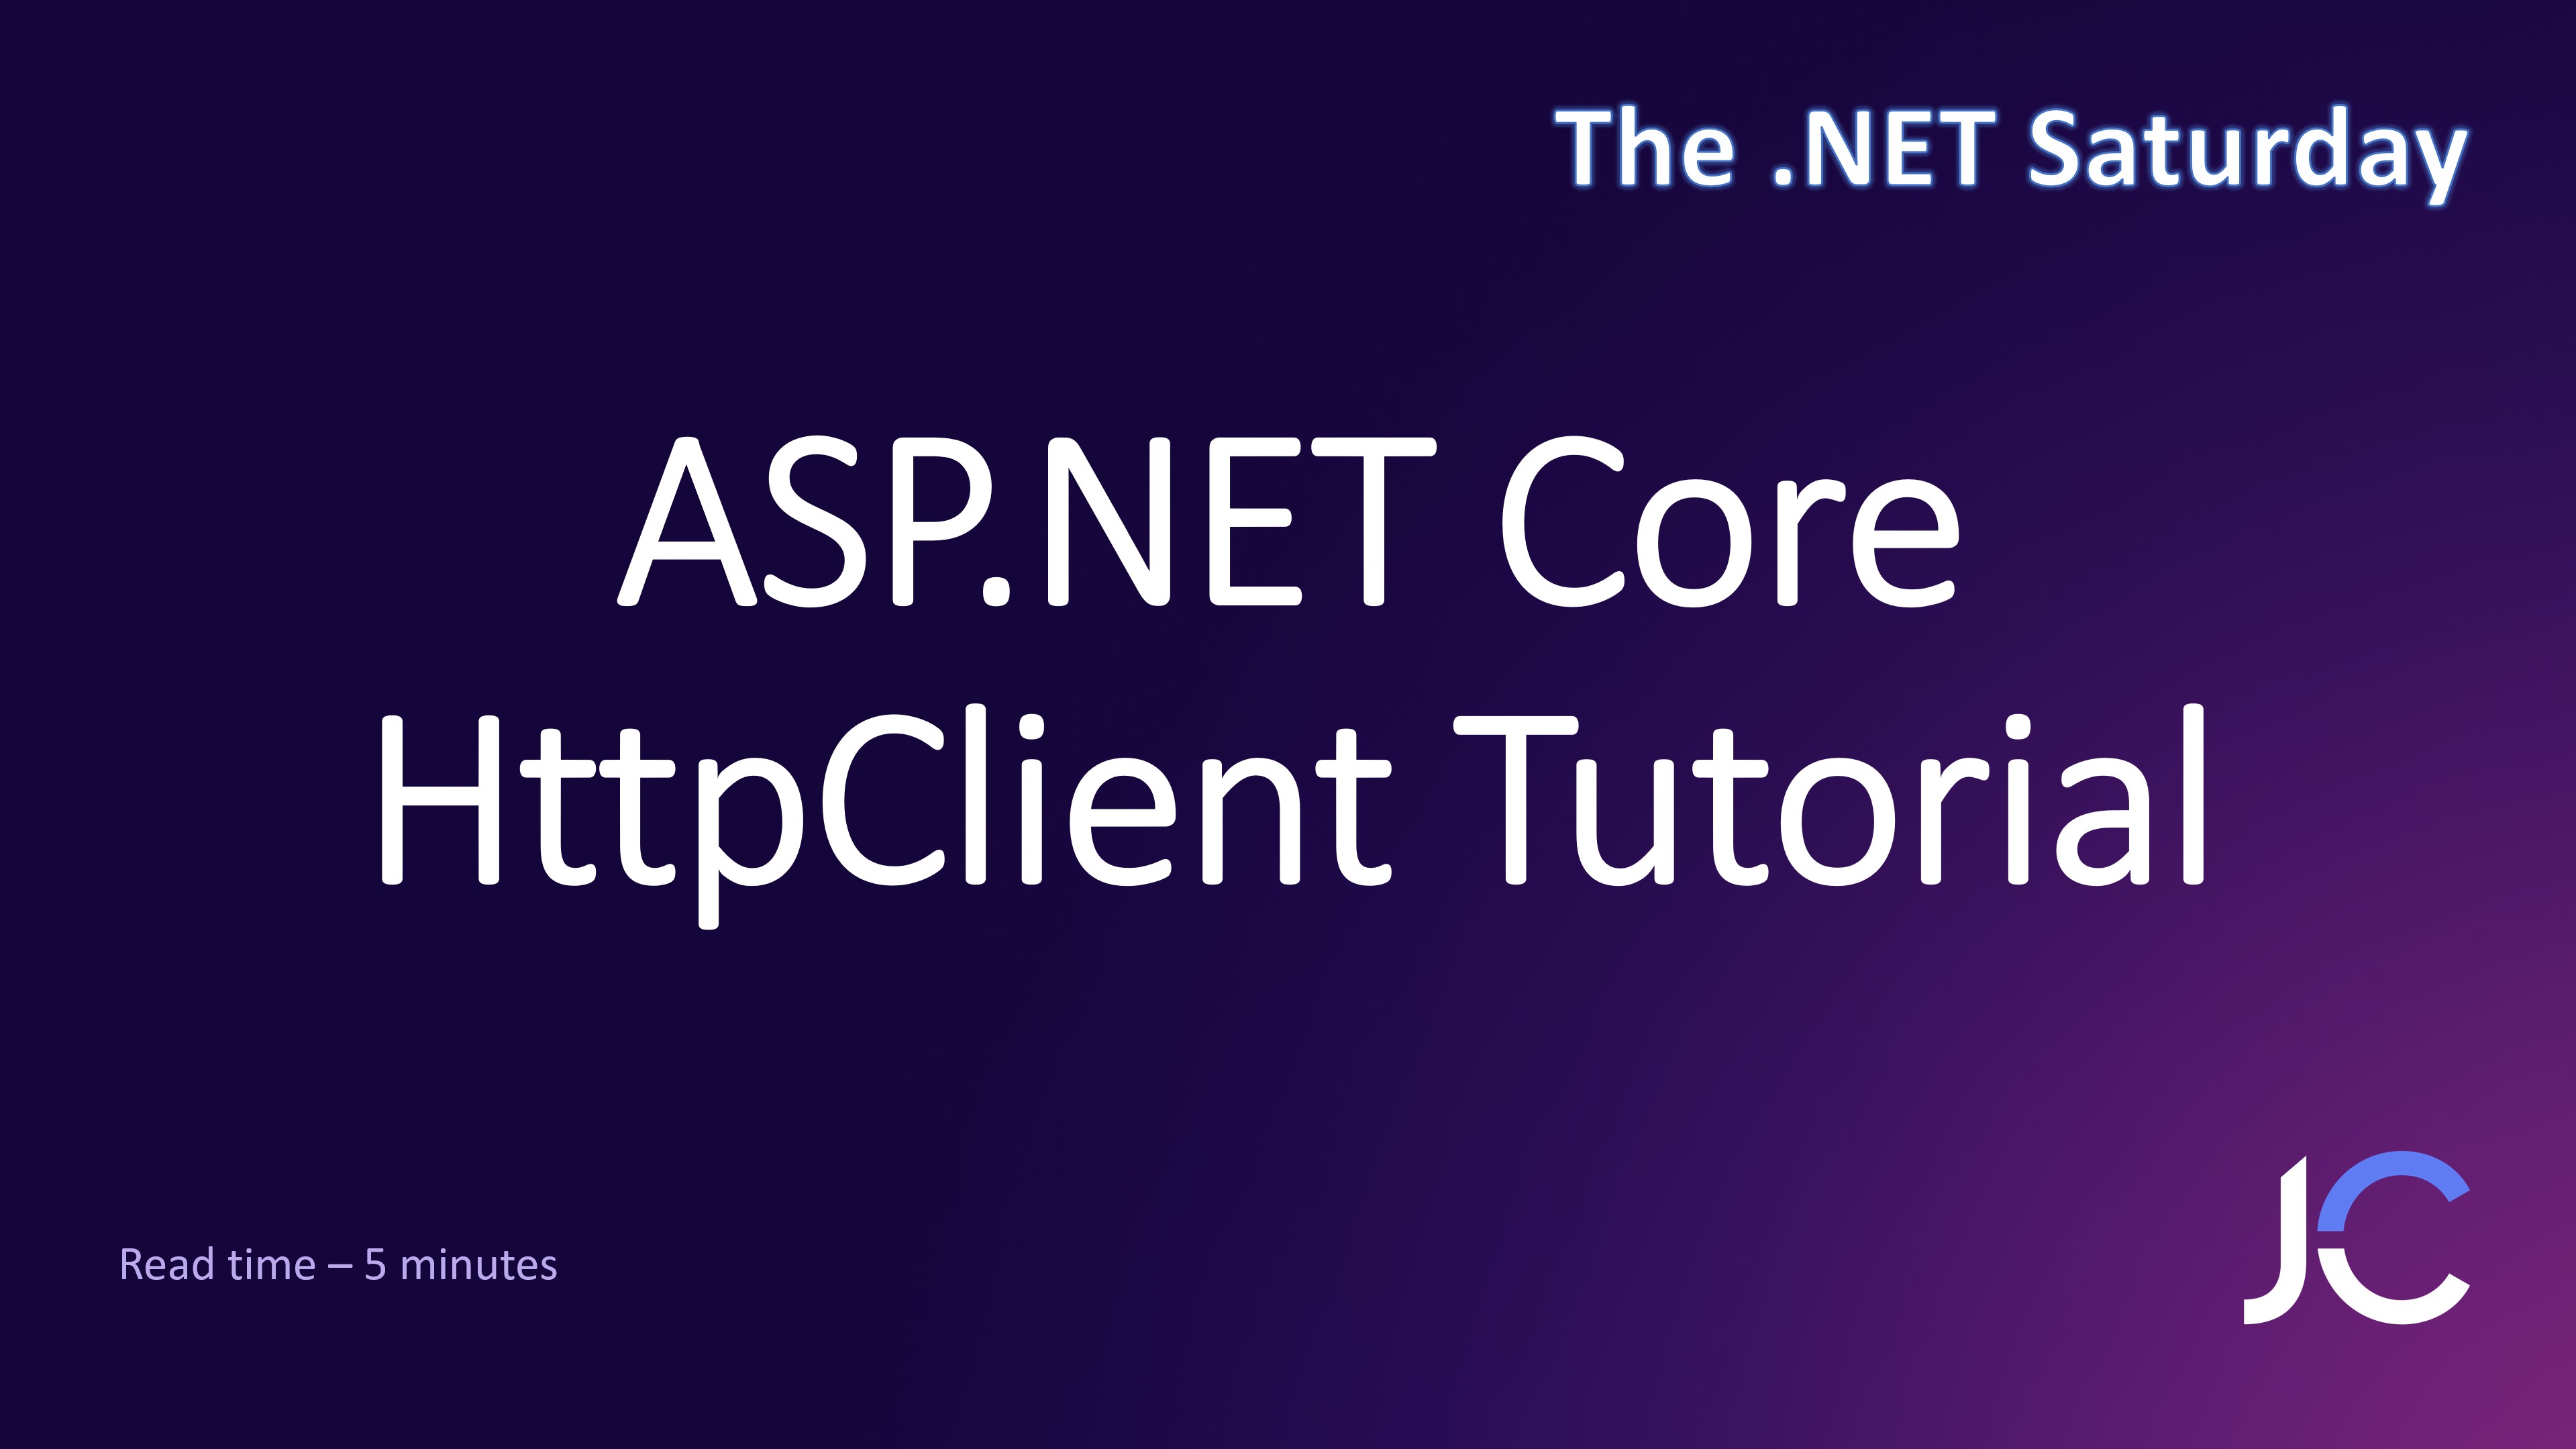 The .NET Saturday
ASP.NET Core
HttpClient Tutorial
Read time – 5 minutes
JC